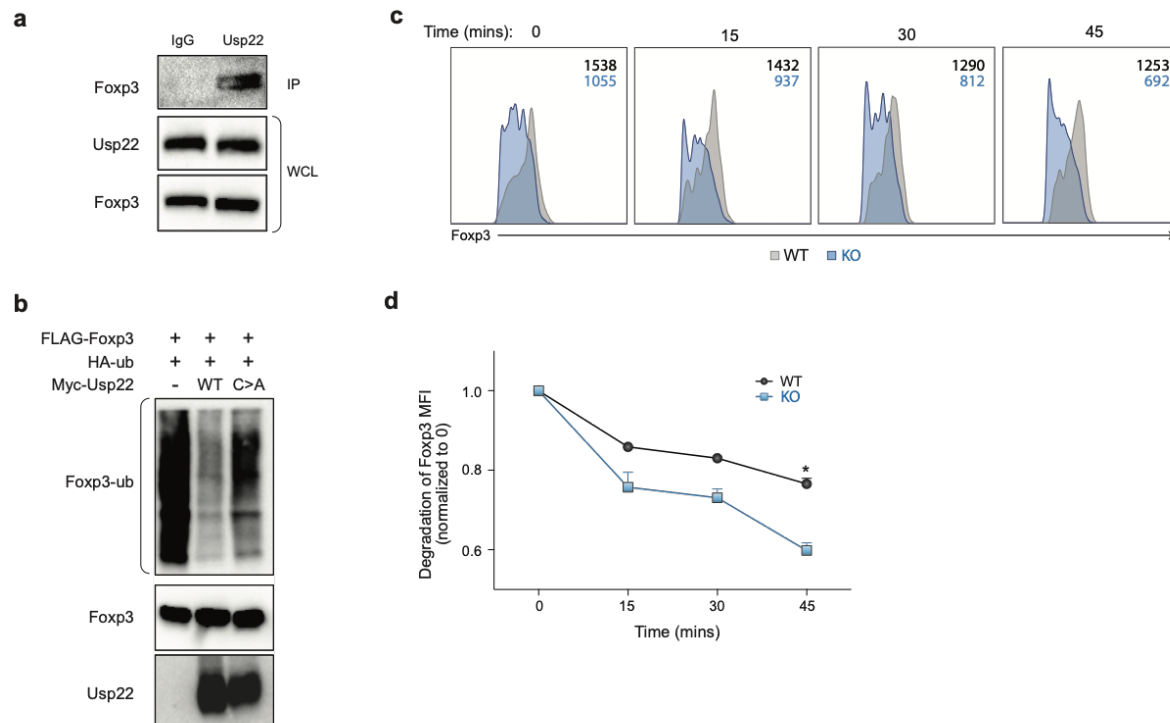 a
IgG Usp22
Foxp3 IP
Usp22
WCL
Foxp3
b
FLAG-Foxp3 + + +
HA-ub + + +
Myc-Usp22 - WT C>A
Foxp3-ub
Foxp3
Usp22
c
Time (mins): 0 15 30 45
1538 1432 1290 1253
1055 937 812 692
Foxp3
WT KO
d
WT
KO
1.0
0.8
0.6
*
Degradation of Foxp3 MFI
(normalized to 0)
0 15 30 45
Time (mins)